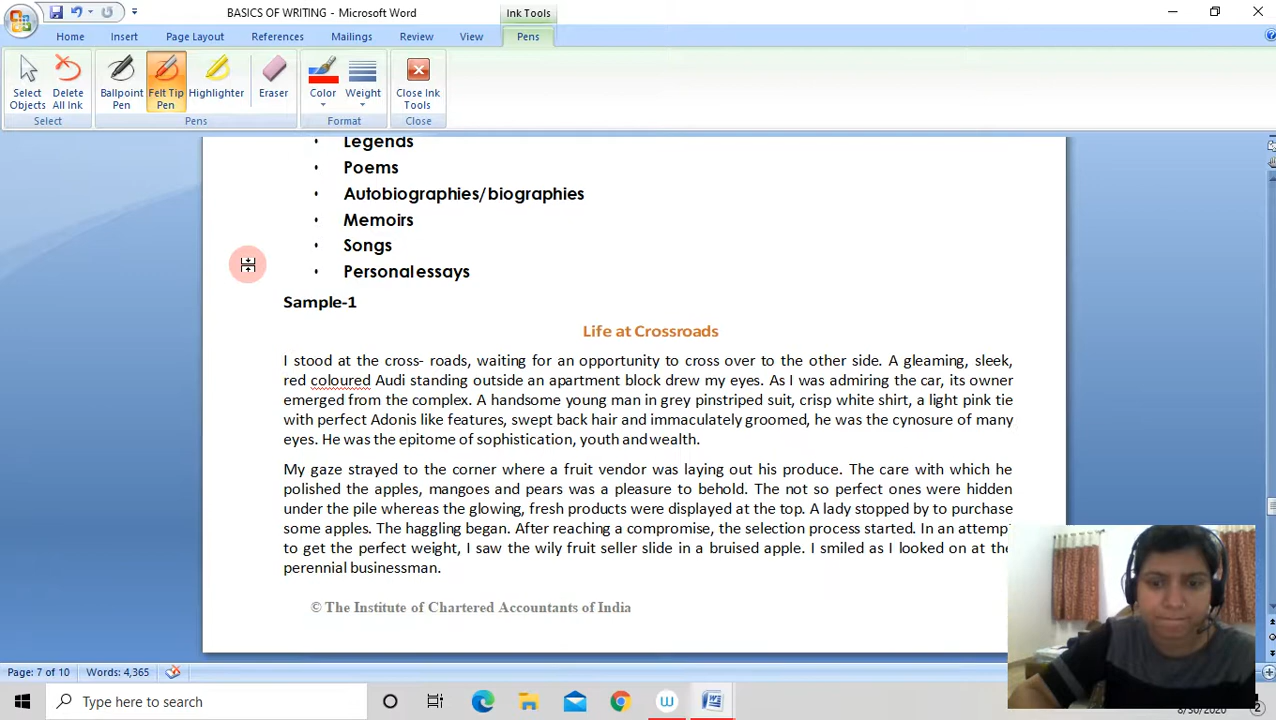 BASICS OF WRITING - Microsoft Word
Ink Tools
Home
Insert
Page Layout
References
Mailings
Review
View
Pens
Select Objects
Delete All Ink
Ballpoint Pen
Felt Tip Pen
Highlighter
Eraser
Color
Weight
Close Ink Tools
Select
Pens
Format
Close
• Legends
• Poems
• Autobiographies/biographies
• Memoirs
• Songs
• Personal essays
Sample-1
Life at Crossroads
I stood at the cross- roads, waiting for an opportunity to cross over to the other side. A gleaming, sleek,
red coloured Audi standing outside an apartment block drew my eyes. As I was admiring the car, its owner
emerged from the complex. A handsome young man in grey pinstriped suit, crisp white shirt, a light pink tie
with perfect Adonis like features, swept back hair and immaculately groomed, he was the cynosure of many
eyes. He was the epitome of sophistication, youth and wealth.
My gaze strayed to the corner where a fruit vendor was laying out his produce. The care with which he
polished the apples, mangoes and pears was a pleasure to behold. The not so perfect ones were hidden
under the pile whereas the glowing, fresh products were displayed at the top. A lady stopped by to purchase
some apples. The haggling began. After reaching a compromise, the selection process started. In an attempt
to get the perfect weight, I saw the wily fruit seller slide in a bruised apple. I smiled as I looked on at the
perennial businessman.
© The Institute of Chartered Accountants of India
Page: 7 of 10
Words: 4,365
Type here to search
8/30/2020
2